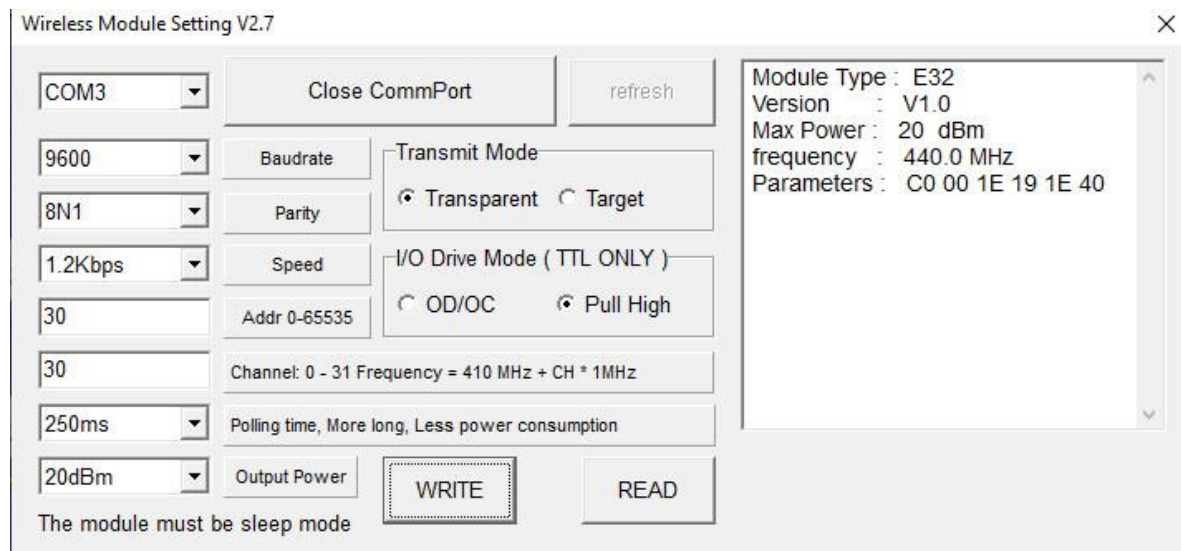 Wireless Module Setting V2.7
COM3
Close CommPort
refresh
9600
Baudrate
8N1
Parity
1.2Kbps
Speed
30
Addr 0-65535
Transmit Mode
Transparent
Target
I/O Drive Mode ( TTL ONLY )
OD/OC
Pull High
30
Channel: 0 - 31 Frequency = 410 MHz + CH * 1MHz
250ms
Polling time, More long, Less power consumption
20dBm
Output Power
WRITE
READ
The module must be sleep mode
Module Type : E32
Version : V1.0
Max Power : 20 dBm
frequency : 440.0 MHz
Parameters : C0 00 1E 19 1E 40